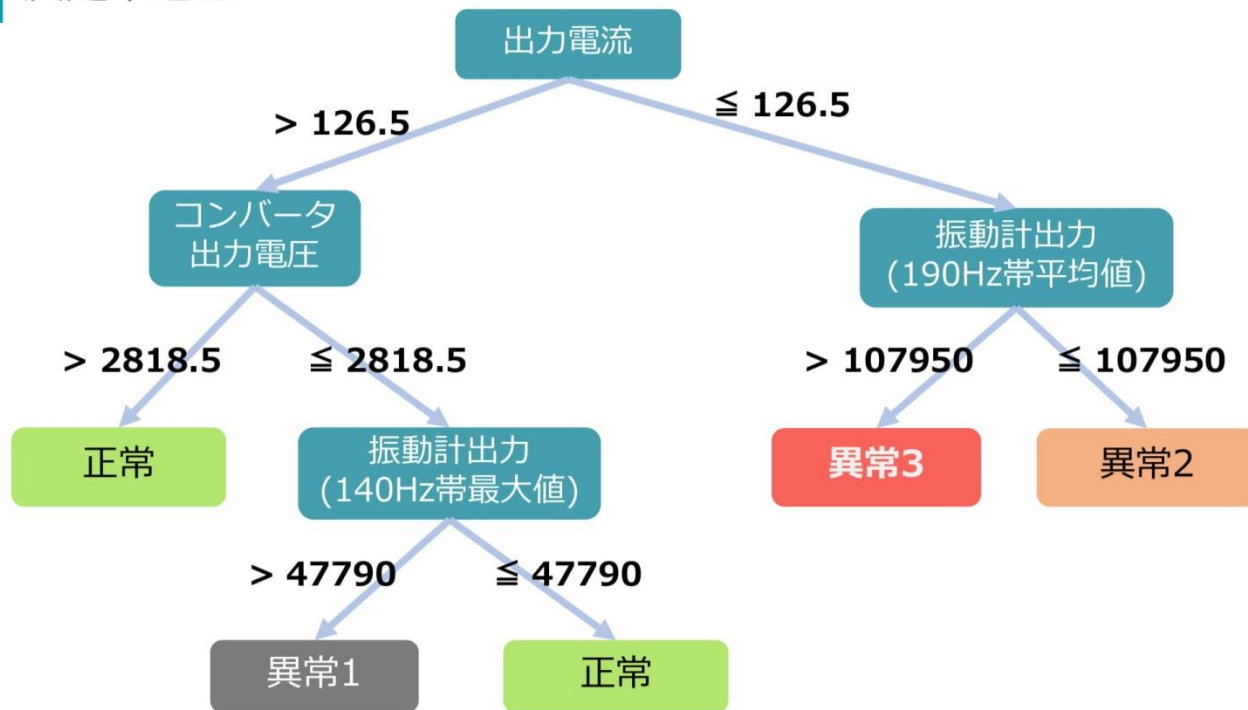 出力電流
> 126.5
≦ 126.5
コンバータ
出力電圧
振動計出力
(190Hz帯平均値)
> 2818.5
≦ 2818.5
> 107950
≦ 107950
正常
振動計出力
(140Hz帯最大値)
異常3
異常2
> 47790
≦ 47790
異常1
正常